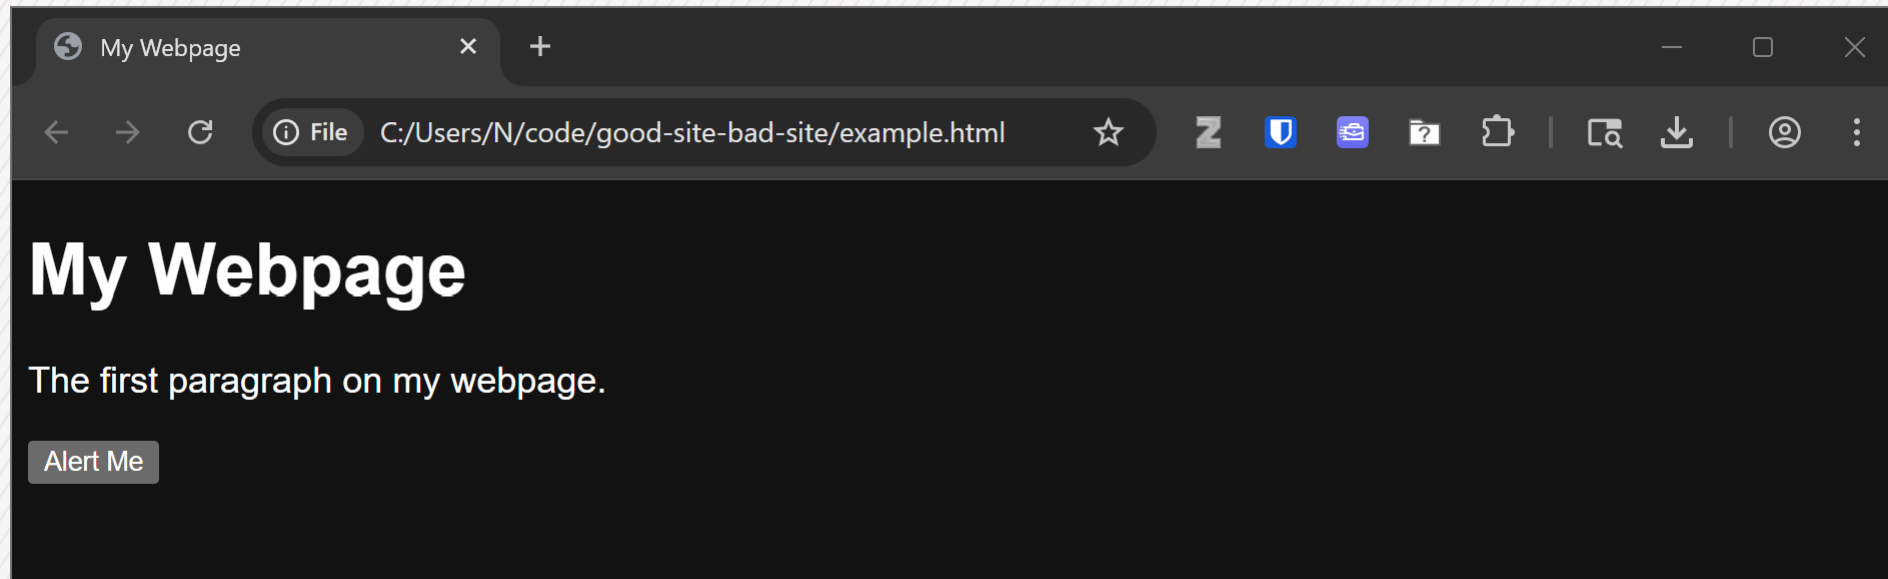 My Webpage
File C:/Users/N/code/good-site-bad-site/example.html
Z
?
My Webpage
The first paragraph on my webpage.
Alert Me